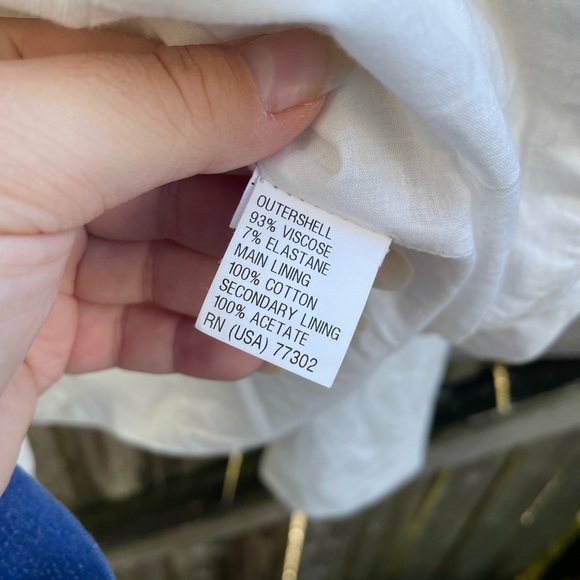 OUTERSHELL
93% VISCOSE
7% ELASTANE
MAIN LINING
100% COTTON
SECONDARY LINING
100% ACETATE
RN (USA) 77302